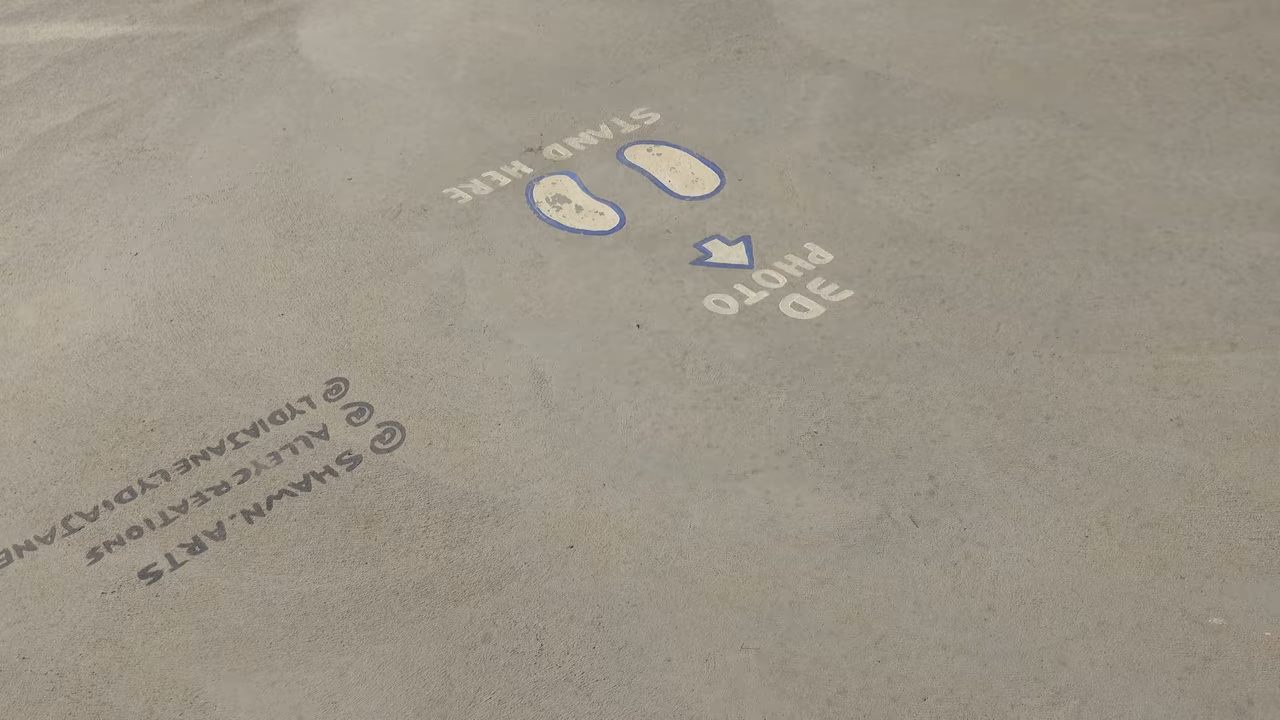 3D
PHOTO
STAND HERE
@SHAWN.ARTS
@ALLEYCREATIONS
@LYDIAJANELYDIAJANE